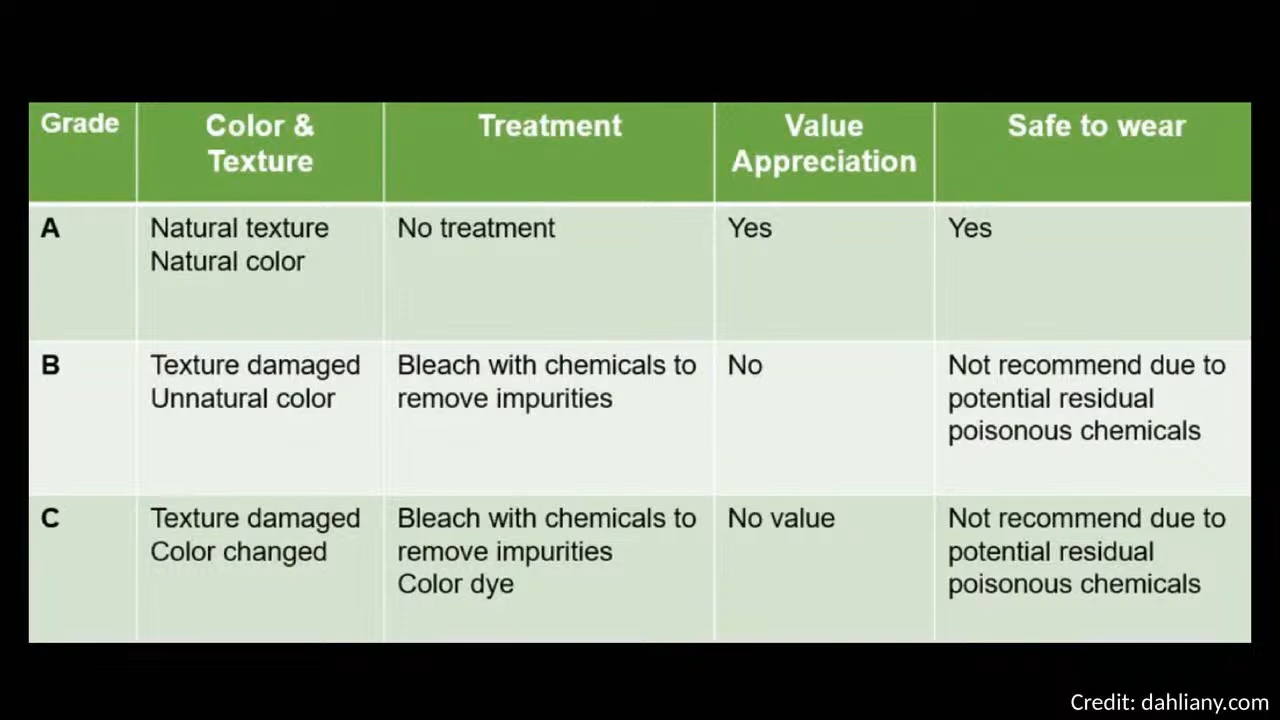 Grade
Color &
Texture
Treatment
Value
Appreciation
Safe to wear
A
Natural texture
Natural color
No treatment
Yes
Yes
B
Texture damaged
Unnatural color
Bleach with chemicals to
remove impurities
No
Not recommend due to
potential residual
poisonous chemicals
C
Texture damaged
Color changed
Bleach with chemicals to
remove impurities
Color dye
No value
Not recommend due to
potential residual
poisonous chemicals
Credit: dahliany.com